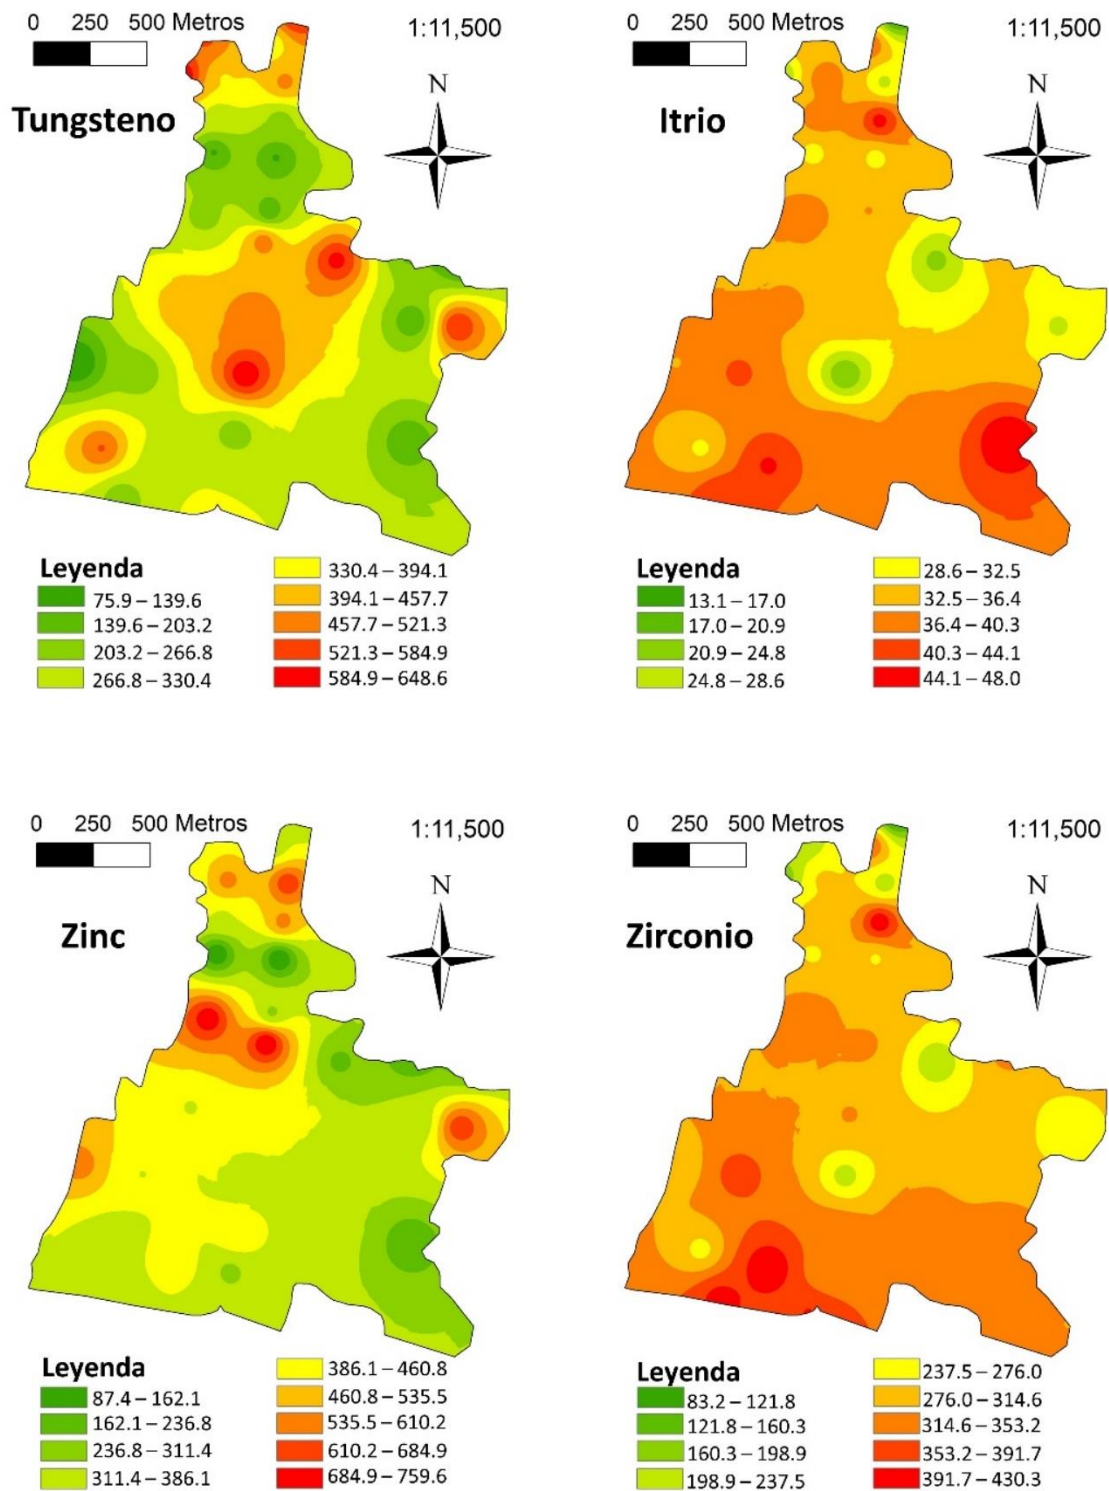 0 250 500 Metros 1:11,500
Tungsteno
N
Leyenda
75.9 – 139.6
139.6 – 203.2
203.2 – 266.8
266.8 – 330.4
330.4 – 394.1
394.1 – 457.7
457.7 – 521.3
521.3 – 584.9
584.9 – 648.6
0 250 500 Metros 1:11,500
Itrio
N
Leyenda
13.1 – 17.0
17.0 – 20.9
20.9 – 24.8
24.8 – 28.6
28.6 – 32.5
32.5 – 36.4
36.4 – 40.3
40.3 – 44.1
44.1 – 48.0
0 250 500 Metros 1:11,500
Zinc
N
Leyenda
87.4 – 162.1
162.1 – 236.8
236.8 – 311.4
311.4 – 386.1
386.1 – 460.8
460.8 – 535.5
535.5 – 610.2
610.2 – 684.9
684.9 – 759.6
0 250 500 Metros 1:11,500
Zirconio
N
Leyenda
83.2 – 121.8
121.8 – 160.3
160.3 – 198.9
198.9 – 237.5
237.5 – 276.0
276.0 – 314.6
314.6 – 353.2
353.2 – 391.7
391.7 – 430.3